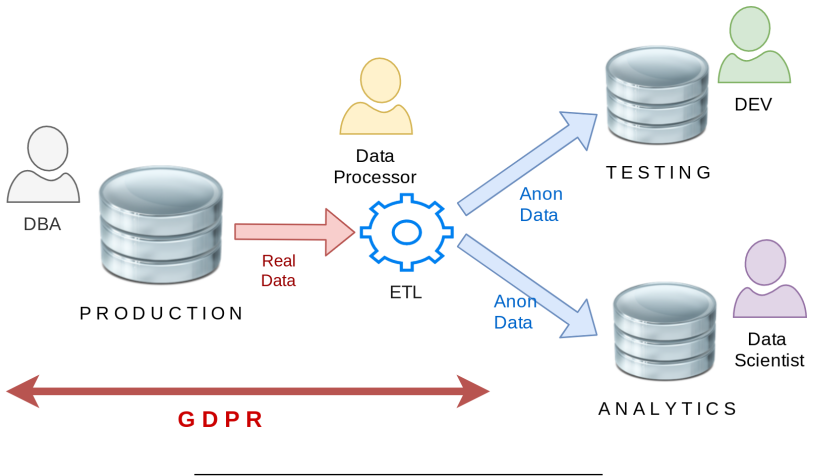 DEV
TESTING
Data
Processor
DBA
Anon
Data
Real
Data
ETL
PRODUCTION
Anon
Data
Data
Scientist
ANALYTICS
GDPR